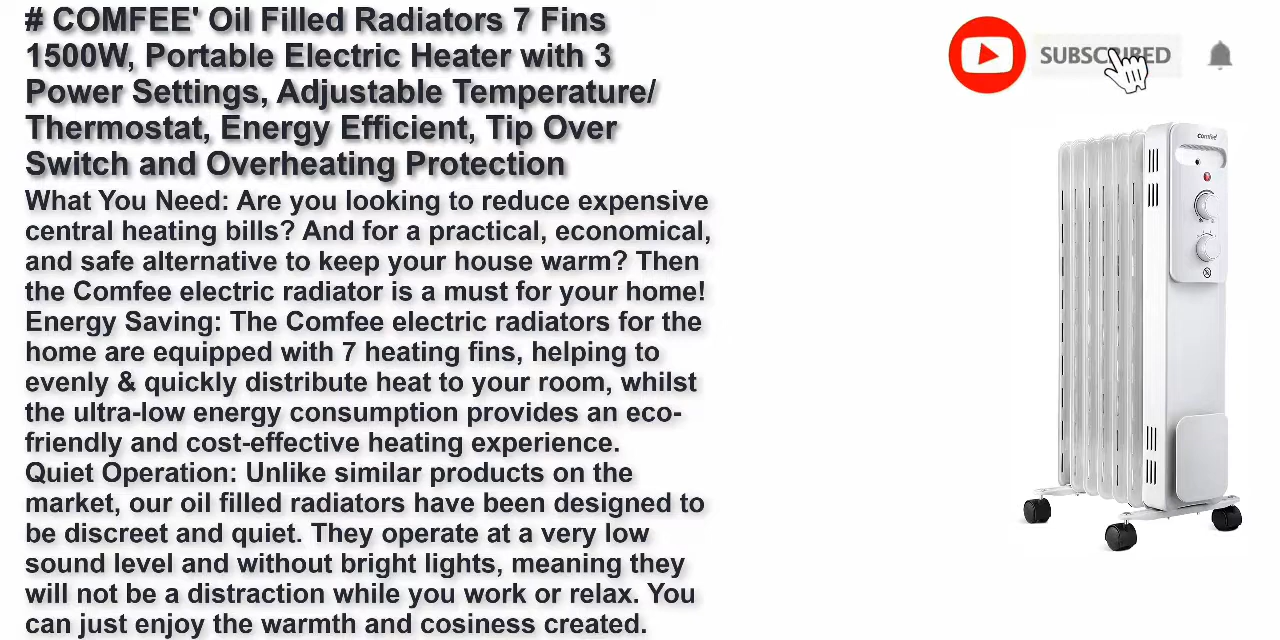 # COMFEE' Oil Filled Radiators 7 Fins
1500W, Portable Electric Heater with 3
Power Settings, Adjustable Temperature/
Thermostat, Energy Efficient, Tip Over
Switch and Overheating Protection
What You Need: Are you looking to reduce expensive
central heating bills? And for a practical, economical,
and safe alternative to keep your house warm? Then
the Comfee electric radiator is a must for your home!
Energy Saving: The Comfee electric radiators for the
home are equipped with 7 heating fins, helping to
evenly & quickly distribute heat to your room, whilst
the ultra-low energy consumption provides an eco-
friendly and cost-effective heating experience.
Quiet Operation: Unlike similar products on the
market, our oil filled radiators have been designed to
be discreet and quiet. They operate at a very low
sound level and without bright lights, meaning they
will not be a distraction while you work or relax. You
can just enjoy the warmth and cosiness created.
SUBSCRIBED
comfee'